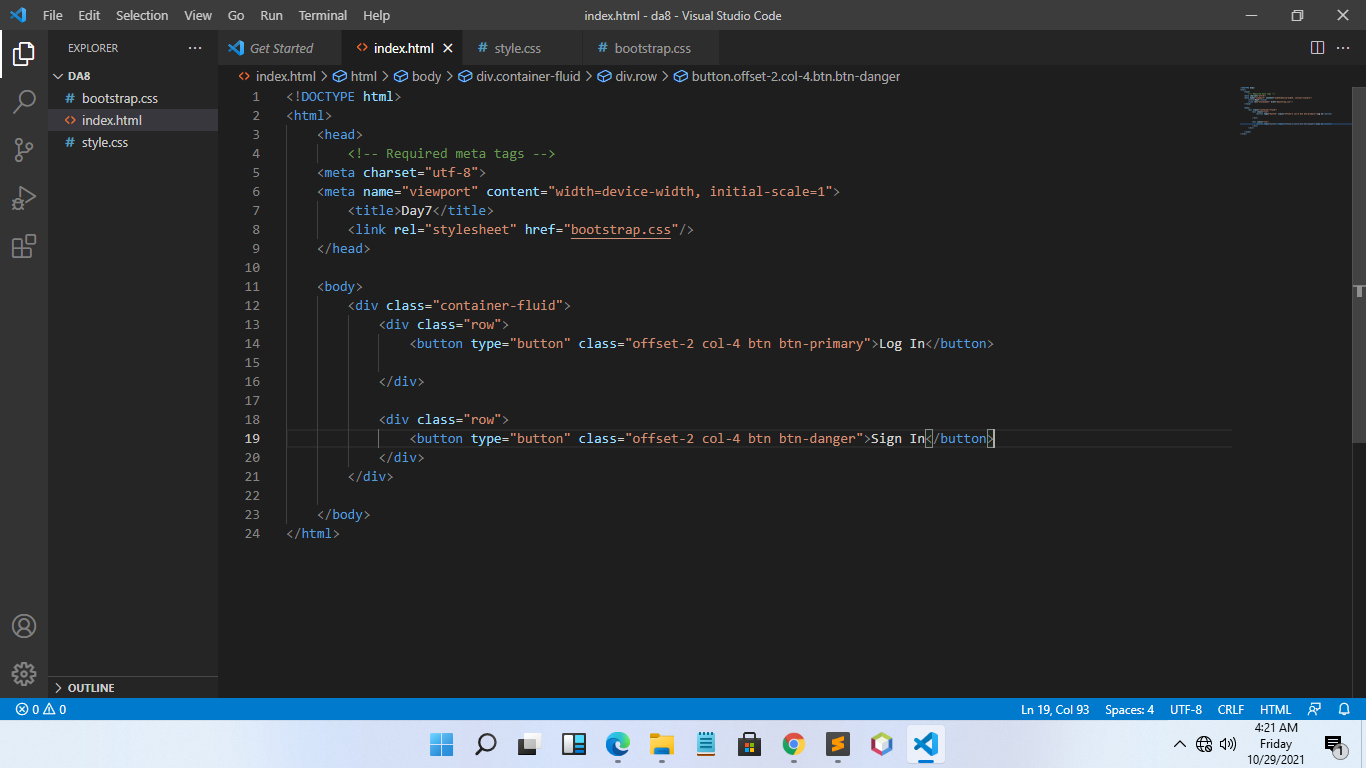 File Edit Selection View Go Run Terminal Help
index.html - da8 - Visual Studio Code
EXPLORER
DA8
bootstrap.css
index.html
style.css
OUTLINE
Get Started
index.html
style.css
bootstrap.css
index.html > html > body > div.container-fluid > div.row > button.offset-2.col-4.btn.btn-danger
1 <!DOCTYPE html>
2 <html>
3 <head>
4 <!-- Required meta tags -->
5 <meta charset="utf-8">
6 <meta name="viewport" content="width=device-width, initial-scale=1">
7 <title>Day7</title>
8 <link rel="stylesheet" href="bootstrap.css"/>
9 </head>
10
11 <body>
12 <div class="container-fluid">
13 <div class="row">
14 <button type="button" class="offset-2 col-4 btn btn-primary">Log In</button>
15
16 </div>
17
18 <div class="row">
19 <button type="button" class="offset-2 col-4 btn btn-danger">Sign In</button>
20 </div>
21 </div>
22
23 </body>
24 </html>
0 0
Ln 19, Col 93 Spaces: 4 UTF-8 CRLF HTML
4:21 AM
Friday
10/29/2021
1